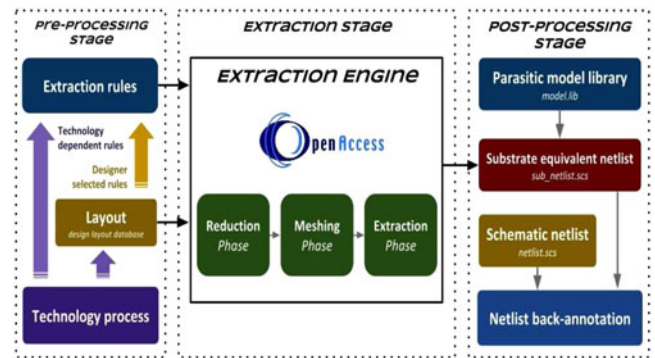 PRE-PROCESSING
STAGE
Extraction rules
Technology
dependent rules
Designer
selected rules
Layout
design layout database
Technology process
EXTRACTION STAGE
EXTRACTION ENGINE
OpenAccess
Reduction
Phase
Meshing
Phase
Extraction
Phase
POST-PROCESSING
STAGE
Parasitic model library
model.lib
Substrate equivalent netlist
sub_netlist.scs
Schematic netlist
netlist.scs
Netlist back-annotation